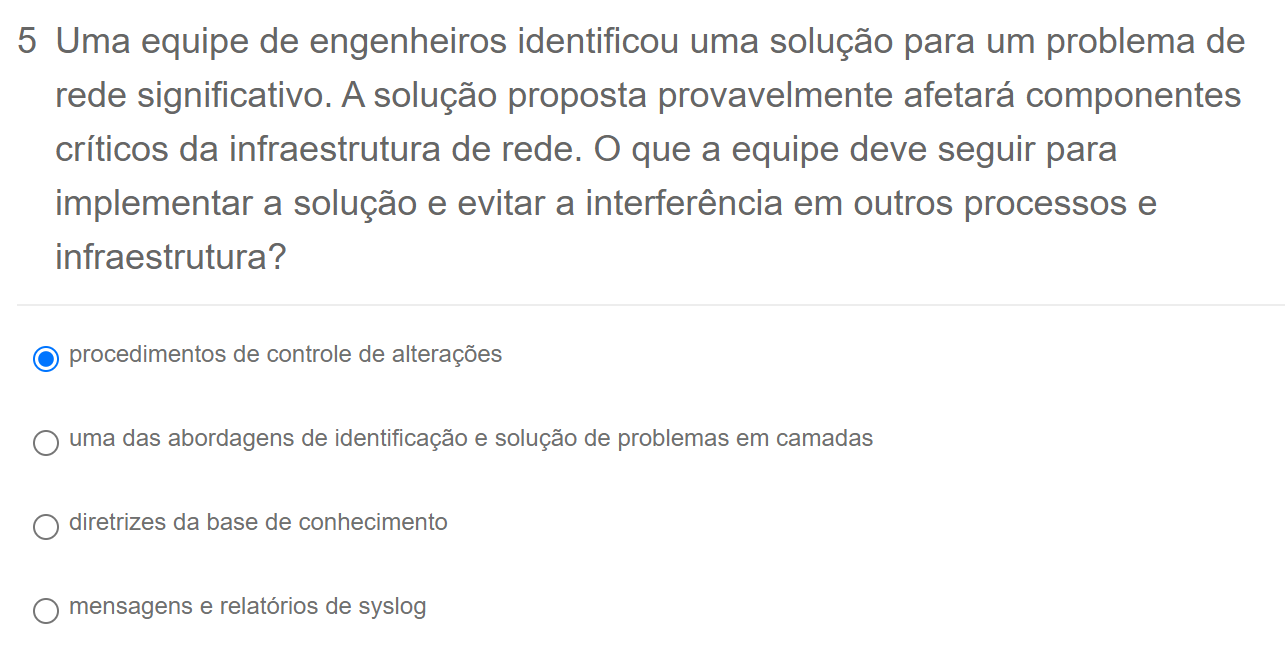 5 Uma equipe de engenheiros identificou uma solução para um problema de
rede significativo. A solução proposta provavelmente afetará componentes
críticos da infraestrutura de rede. O que a equipe deve seguir para
implementar a solução e evitar a interferência em outros processos e
infraestrutura?
procedimentos de controle de alterações
uma das abordagens de identificação e solução de problemas em camadas
diretrizes da base de conhecimento
mensagens e relatórios de syslog